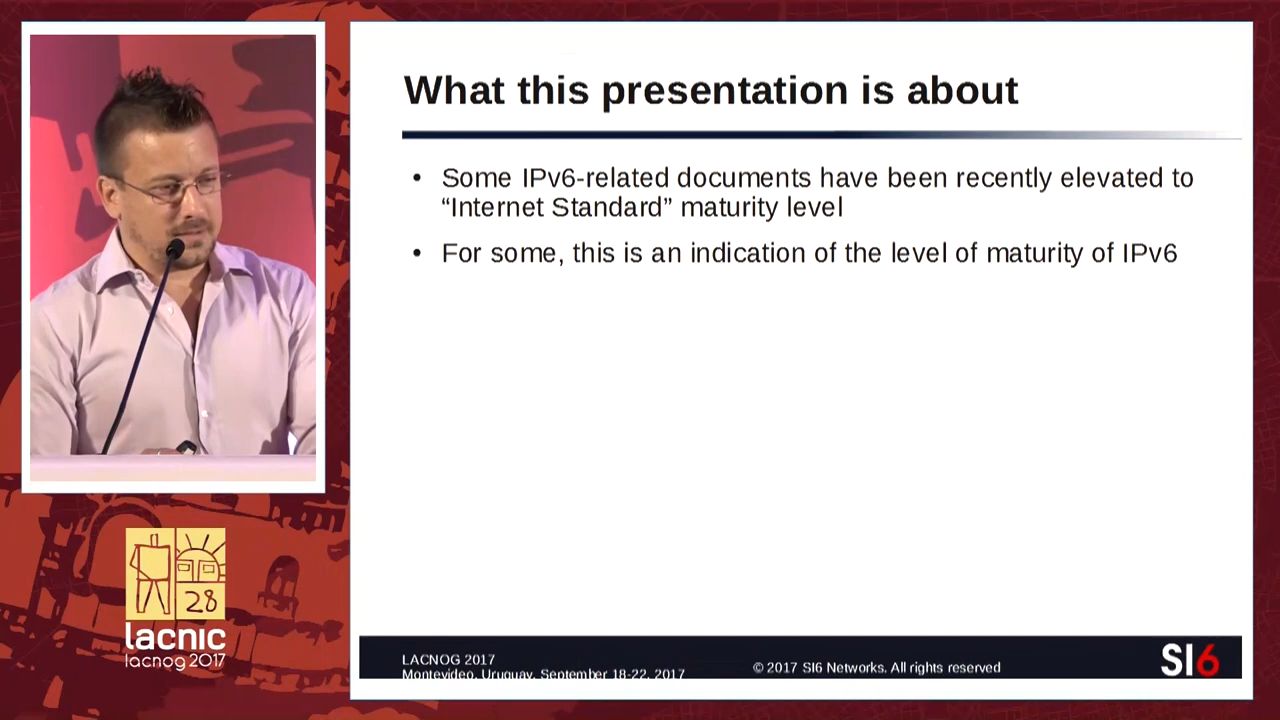 What this presentation is about
• Some IPv6-related documents have been recently elevated to
“Internet Standard” maturity level
• For some, this is an indication of the level of maturity of IPv6
28
lacnic
lacnog 2017
LACNOG 2017
Montevideo, Uruguay, September 18-22, 2017
© 2017 SI6 Networks. All rights reserved
SI6